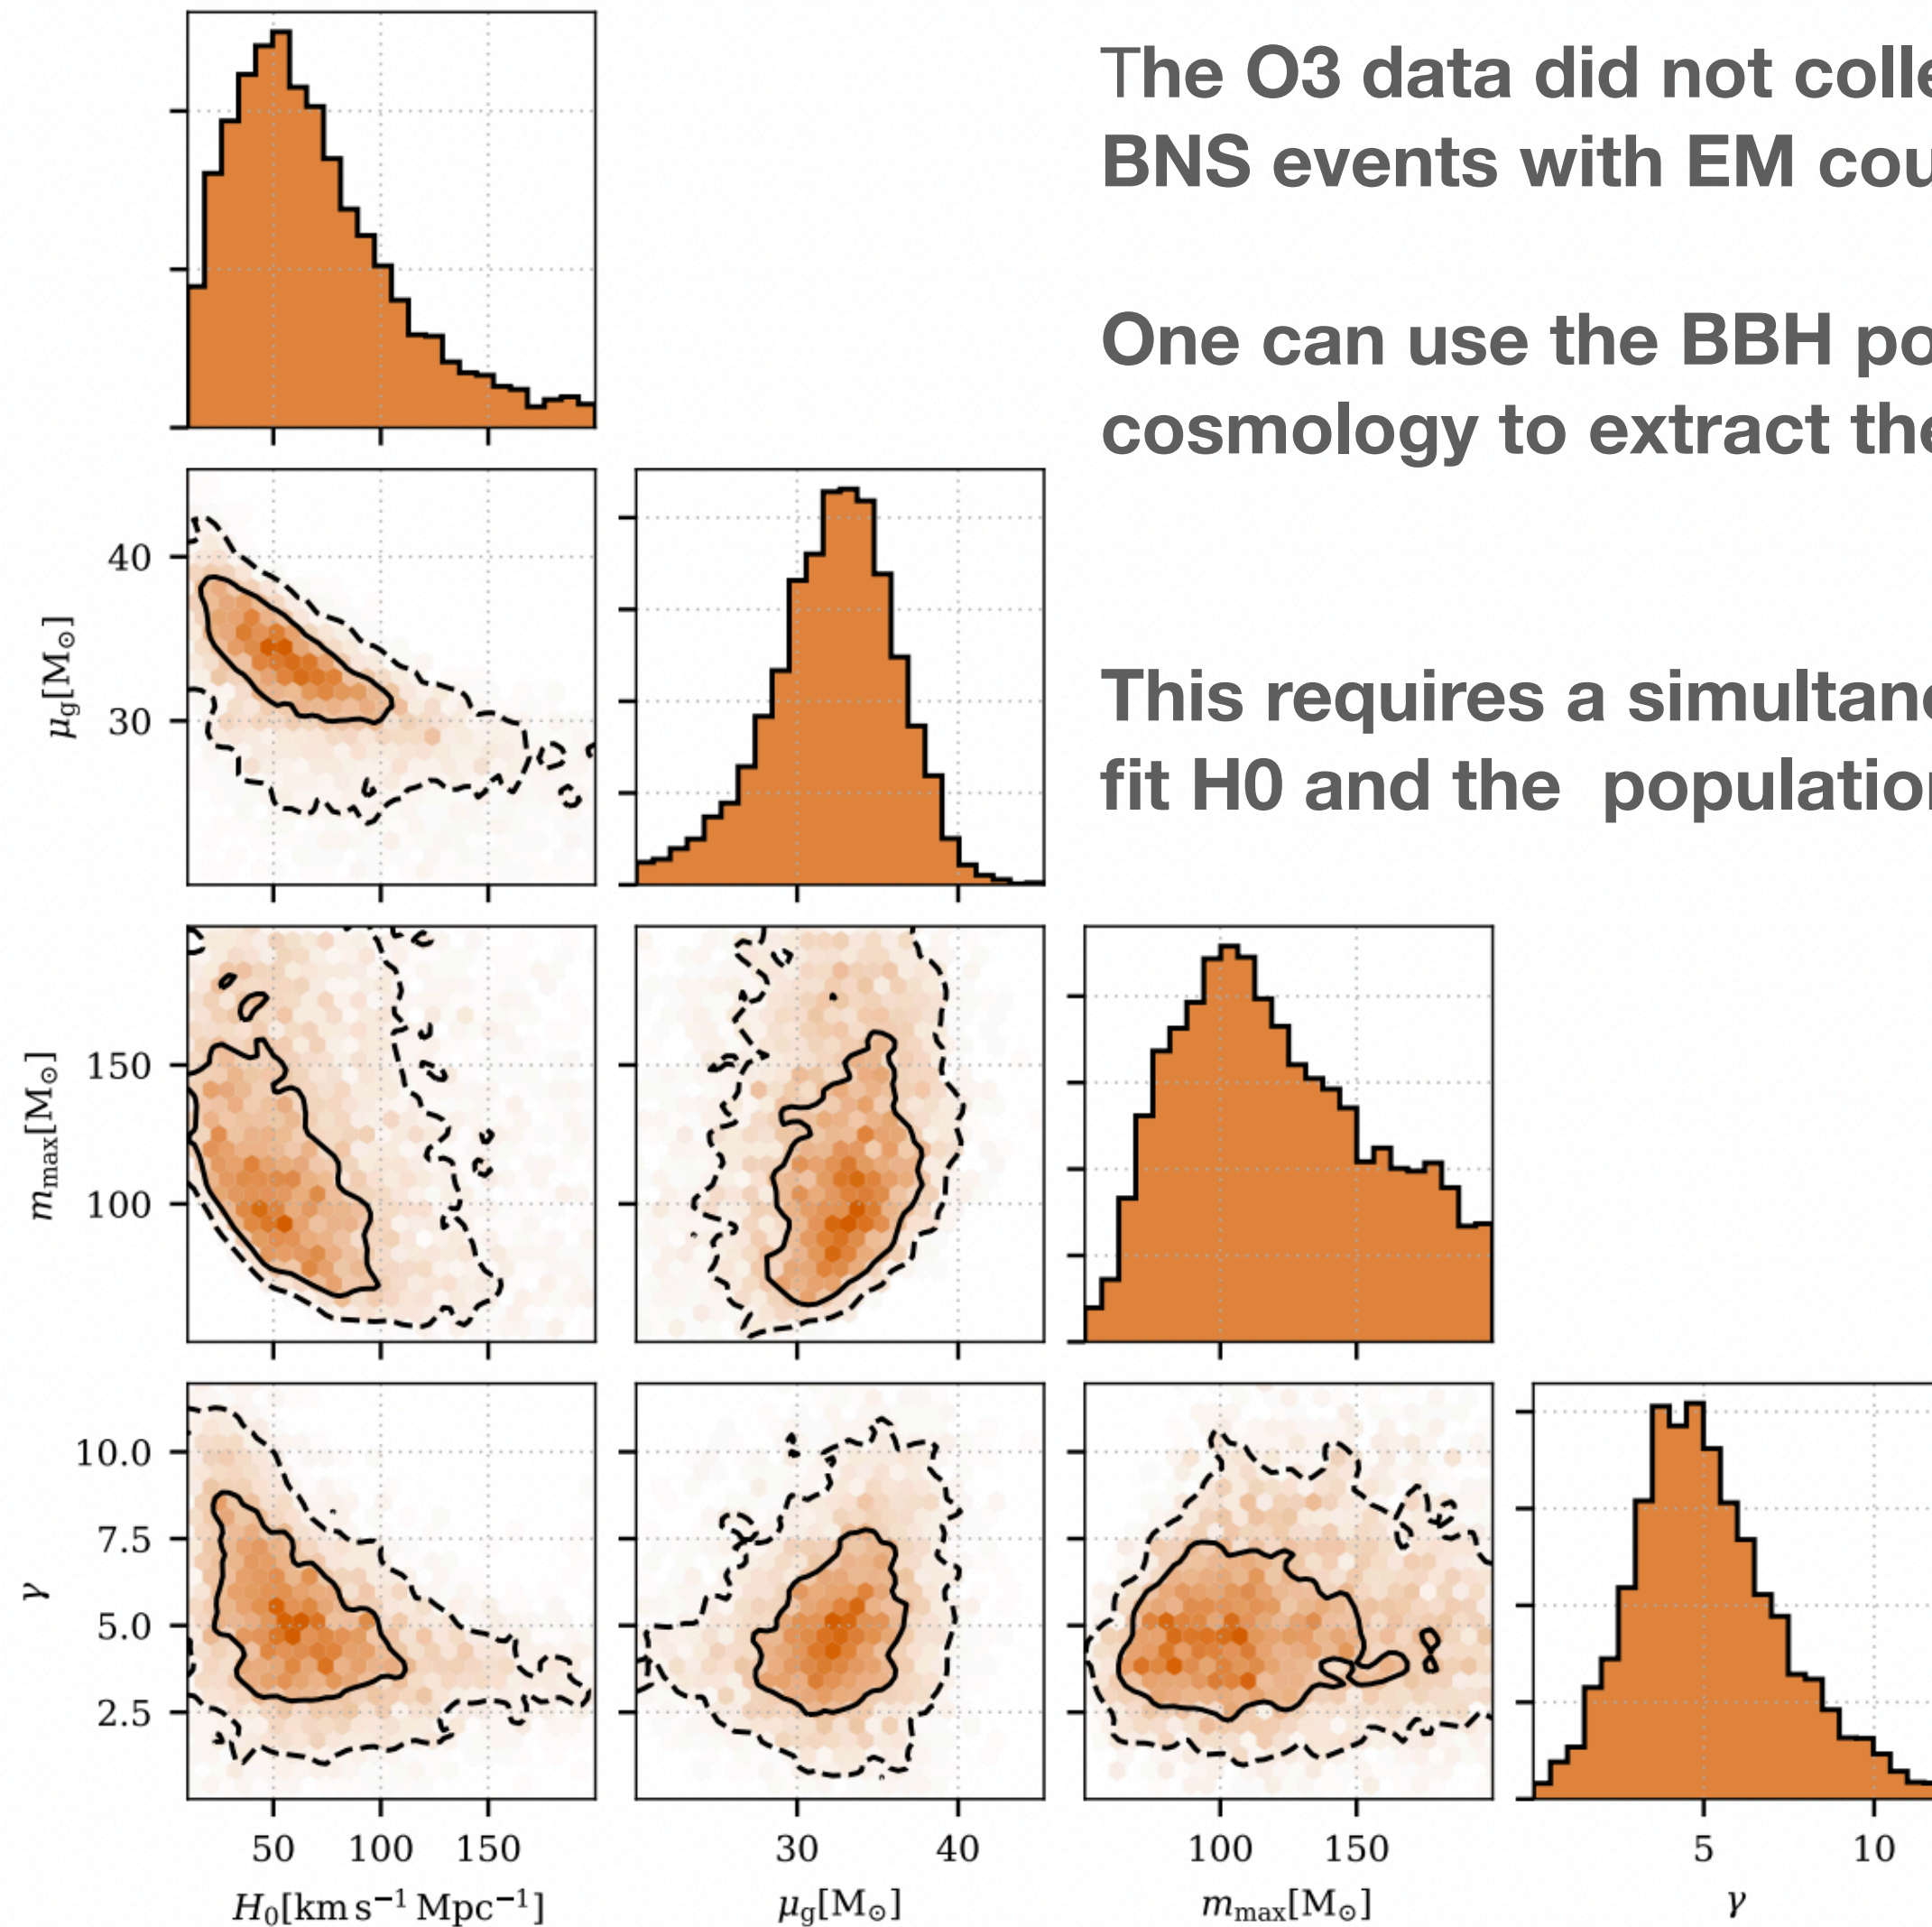 The O3 data did not colle
BNS events with EM cou
One can use the BBH po
cosmology to extract the
This requires a simultane
fit H0 and the  population
40
30
μg[M⊙]
150
100
mmax[M⊙]
10.0
7.5
5.0
2.5
γ
50 100 150
30 40
100 150
5 10
H₀[km s⁻¹ Mpc⁻¹]
μg[M⊙]
mmax[M⊙]
γ